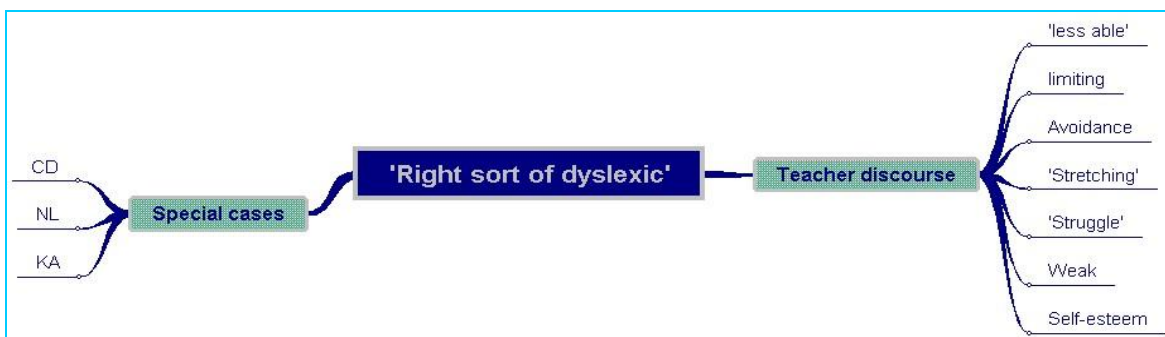 'Right sort of dyslexic'
Special cases
CD
NL
KA
Teacher discourse
'less able'
limiting
Avoidance
'Stretching'
'Struggle'
Weak
Self-esteem